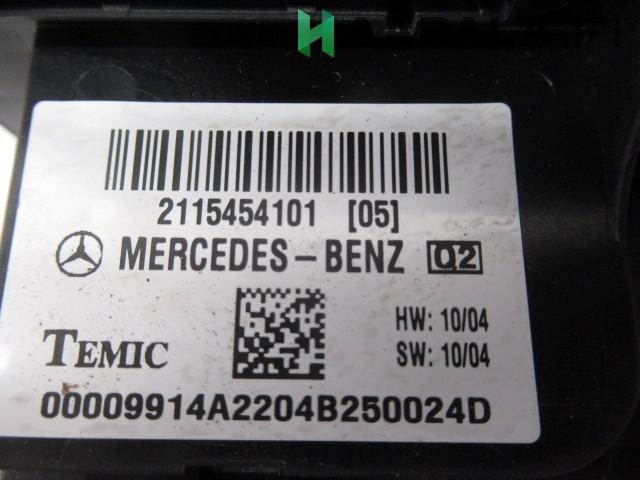 2115454101 [05]
MERCEDES-BENZ Q2
TEMIC
HW: 10/04
SW: 10/04
00009914A2204B250024D